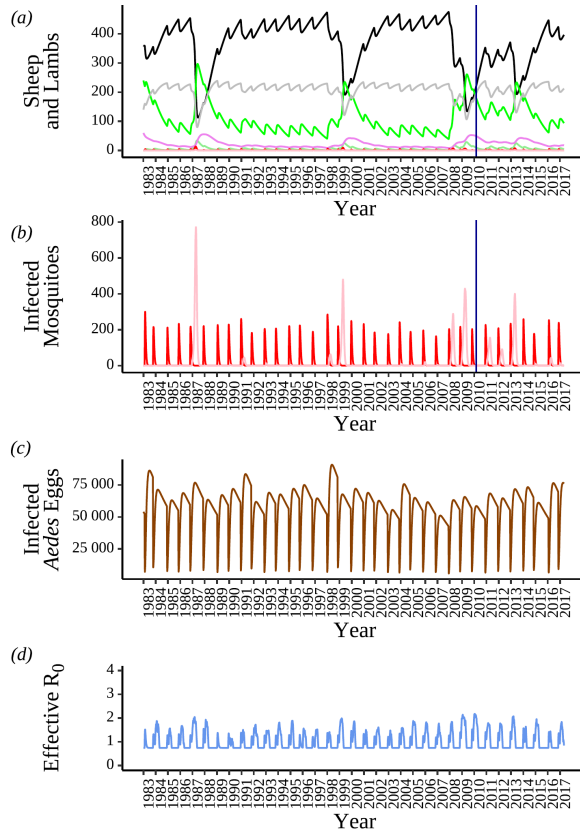 (a)
Sheep
and Lambs
400
300
200
100
0
1983 1984 1985 1986 1987 1988 1989 1990 1991 1992 1993 1994 1995 1996 1997 1998 1999 2000 2001 2002 2003 2004 2005 2006 2007 2008 2009 2010 2011 2012 2013 2014 2015 2016 2017
Year
(b)
Infected
Mosquitoes
800
600
400
200
0
1983 1984 1985 1986 1987 1988 1989 1990 1991 1992 1993 1994 1995 1996 1997 1998 1999 2000 2001 2002 2003 2004 2005 2006 2007 2008 2009 2010 2011 2012 2013 2014 2015 2016 2017
Year
(c)
Infected
Aedes Eggs
75 000
50 000
25 000
1983 1984 1985 1986 1987 1988 1989 1990 1991 1992 1993 1994 1995 1996 1997 1998 1999 2000 2001 2002 2003 2004 2005 2006 2007 2008 2009 2010 2011 2012 2013 2014 2015 2016 2017
Year
(d)
Effective R0
4
3
2
1
0
1983 1984 1985 1986 1987 1988 1989 1990 1991 1992 1993 1994 1995 1996 1997 1998 1999 2000 2001 2002 2003 2004 2005 2006 2007 2008 2009 2010 2011 2012 2013 2014 2015 2016 2017
Year